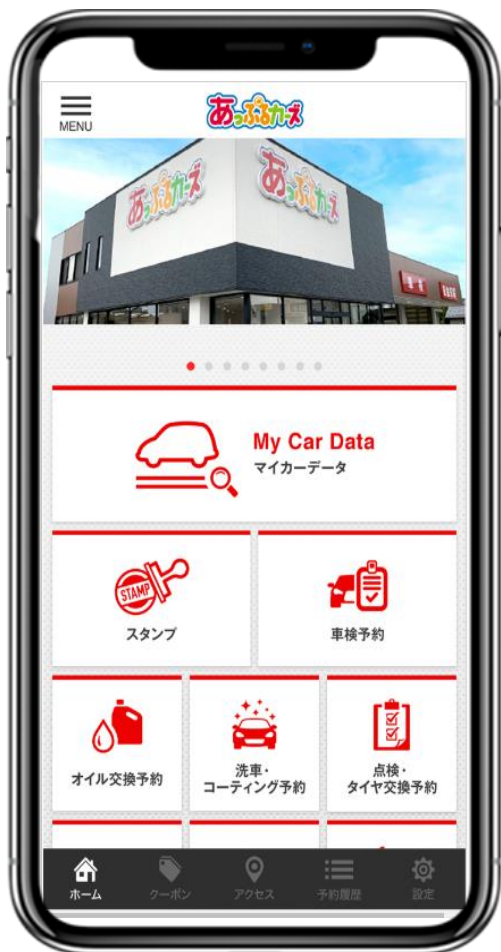 MENU
あっぷるカーズ
あっぷるカーズ
あっぷるカーズ
My Car Data
マイカーデータ
STAMP
スタンプ
車検予約
オイル交換予約
洗車・
コーティング予約
点検・
タイヤ交換予約
ホーム
クーポン
アクセス
予約履歴
設定